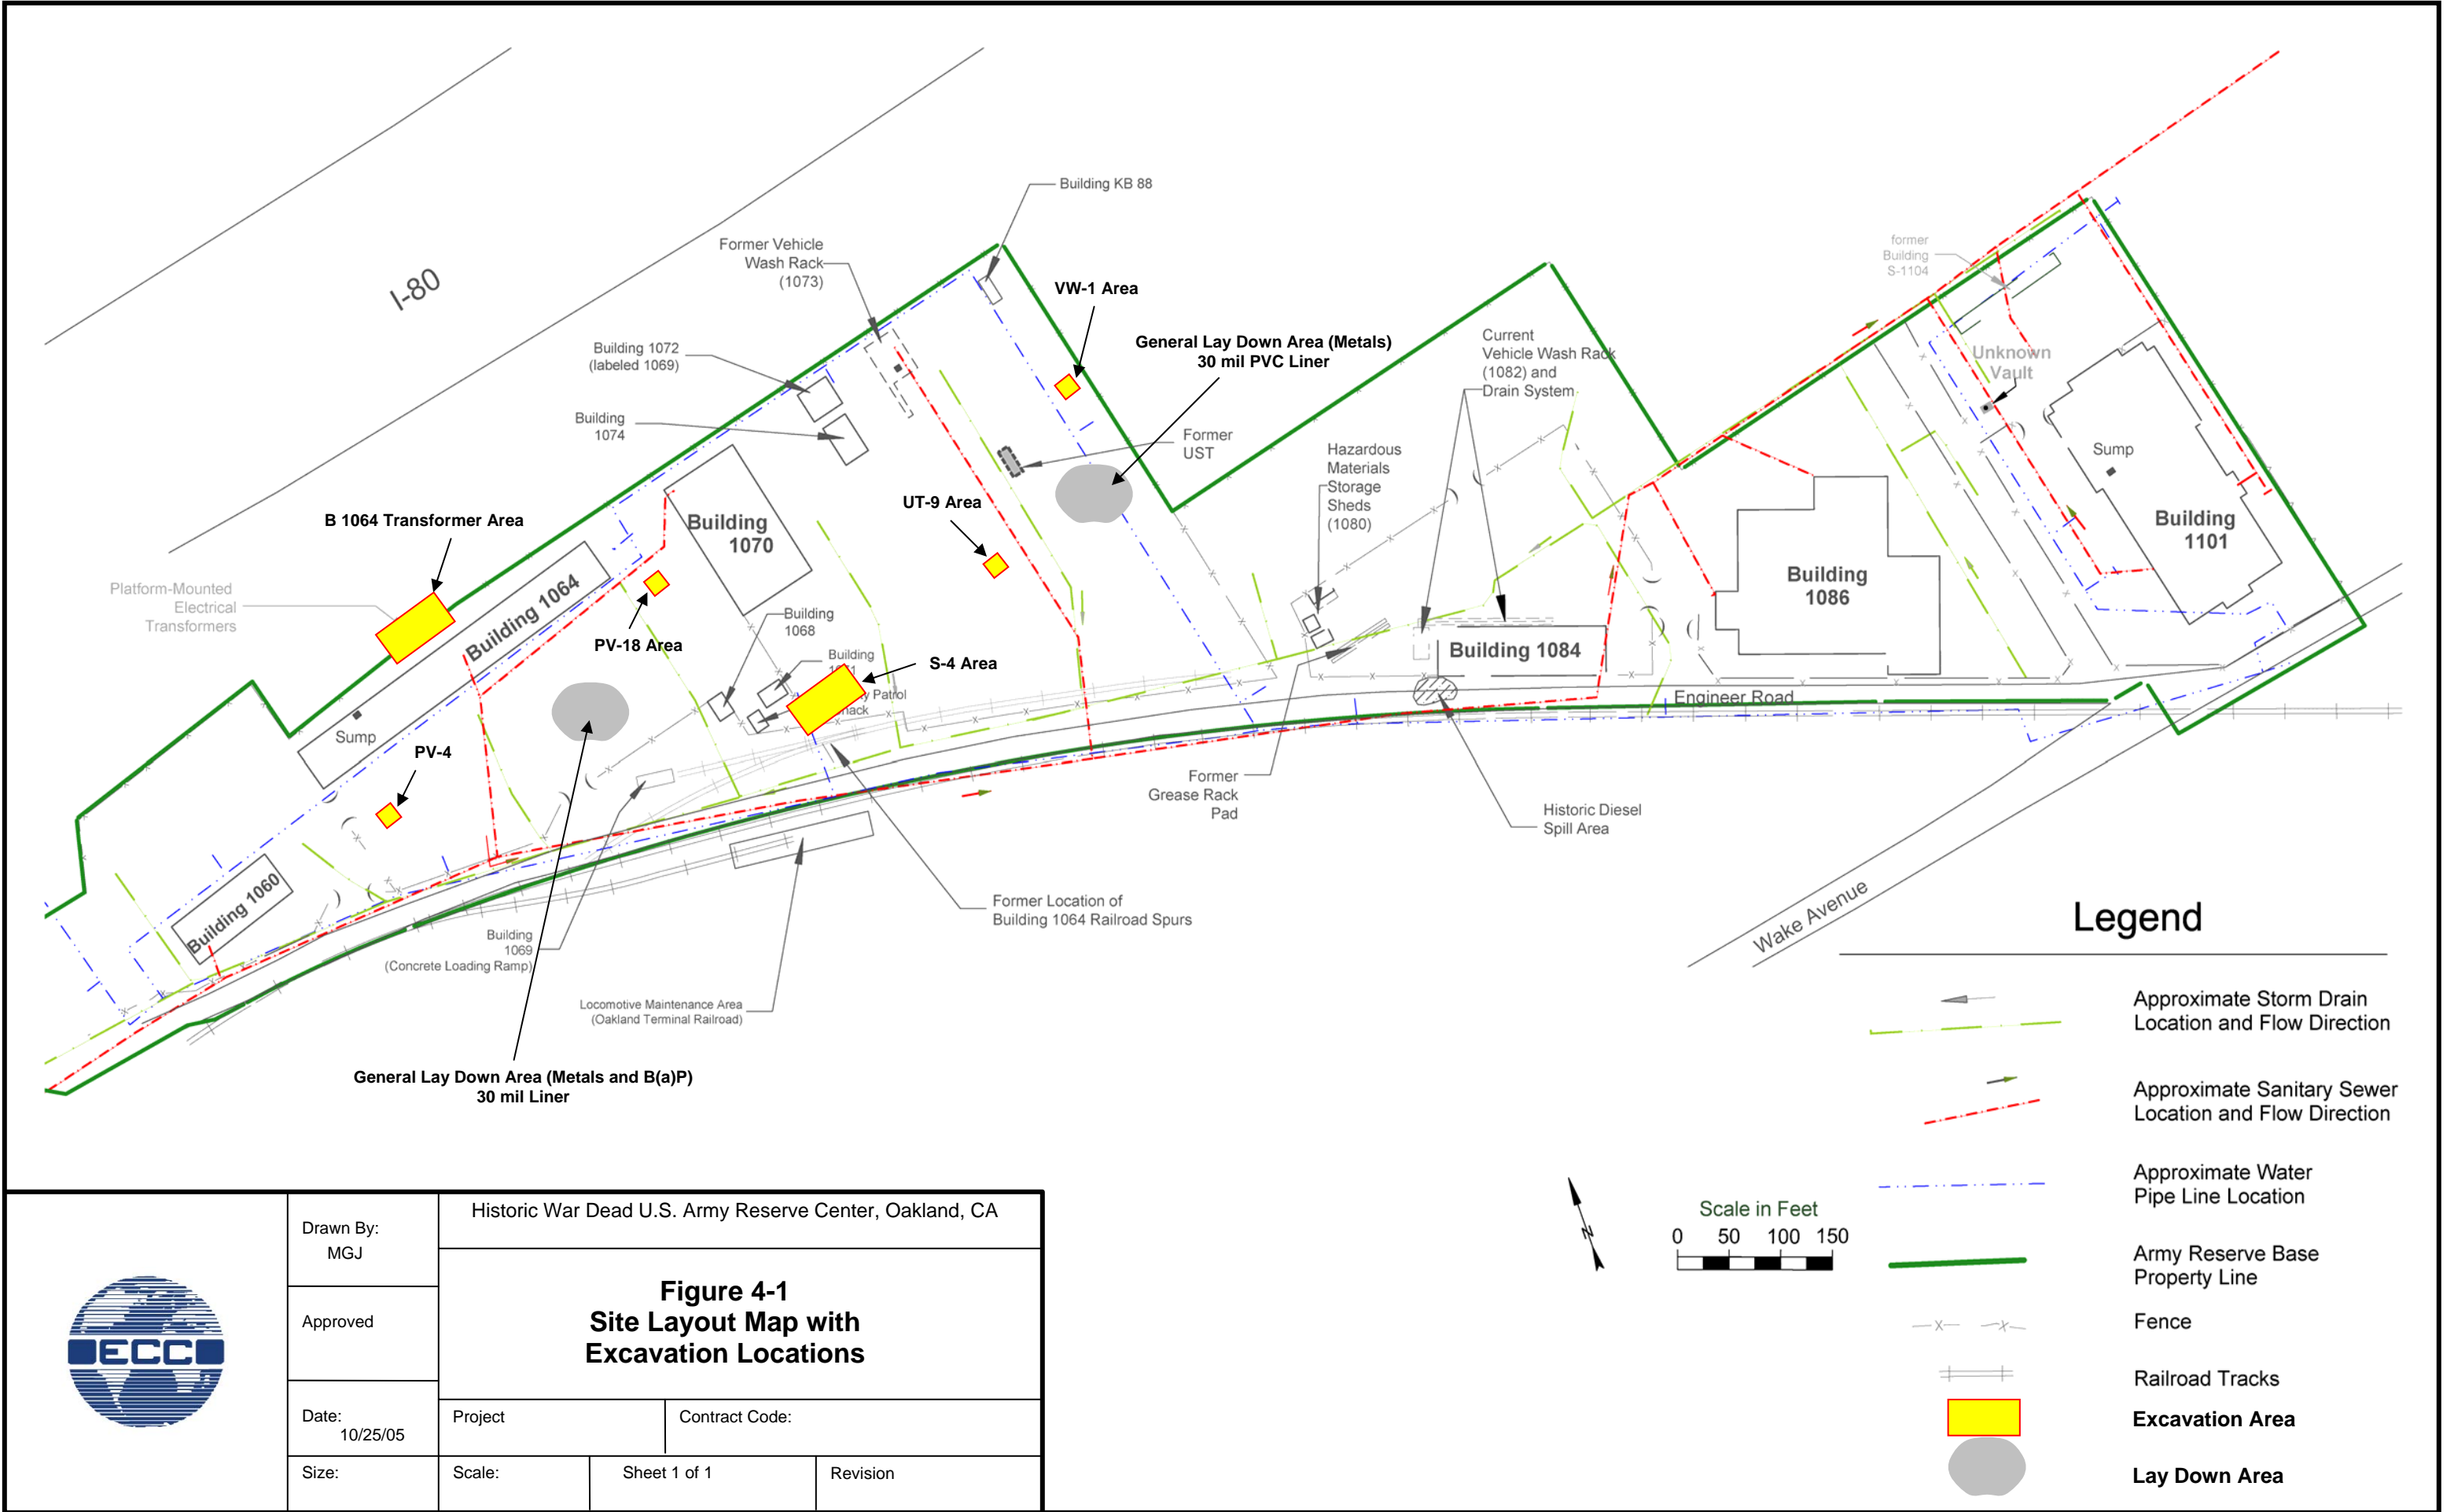 I-80
Building KB 88
Former Vehicle
Wash Rack
(1073)
VW-1 Area
former
Building
S-1104
General Lay Down Area (Metals)
30 mil PVC Liner
Current
Vehicle Wash Rack
(1082) and
Drain System
Unknown
Vault
Building 1072
(labeled 1069)
Building
1074
Former
UST
Hazardous
Materials
Storage
Sheds
(1080)
Sump
Building
1101
UT-9 Area
B 1064 Transformer Area
Building
1070
Platform-Mounted
Electrical
Transformers
Building 1064
PV-18 Area
Building
1068
Building
S-4 Area
Patrol
Building 1084
Building
1086
Engineer Road
Sump
PV-4
Former
Grease Rack
Pad
Historic Diesel
Spill Area
Building 1060
Building
1069
(Concrete Loading Ramp)
Former Location of
Building 1064 Railroad Spurs
Locomotive Maintenance Area
(Oakland Terminal Railroad)
Wake Avenue
General Lay Down Area (Metals and B(a)P)
30 mil Liner
Legend
Approximate Storm Drain
Location and Flow Direction
Approximate Sanitary Sewer
Location and Flow Direction
Approximate Water
Pipe Line Location
Army Reserve Base
Property Line
Fence
Railroad Tracks
Excavation Area
Lay Down Area
N
Scale in Feet
0 50 100 150
ECC
Drawn By:
MGJ
Approved
Date:
10/25/05
Size:
Historic War Dead U.S. Army Reserve Center, Oakland, CA
Figure 4-1
Site Layout Map with
Excavation Locations
Project
Contract Code:
Scale:
Sheet 1 of 1
Revision